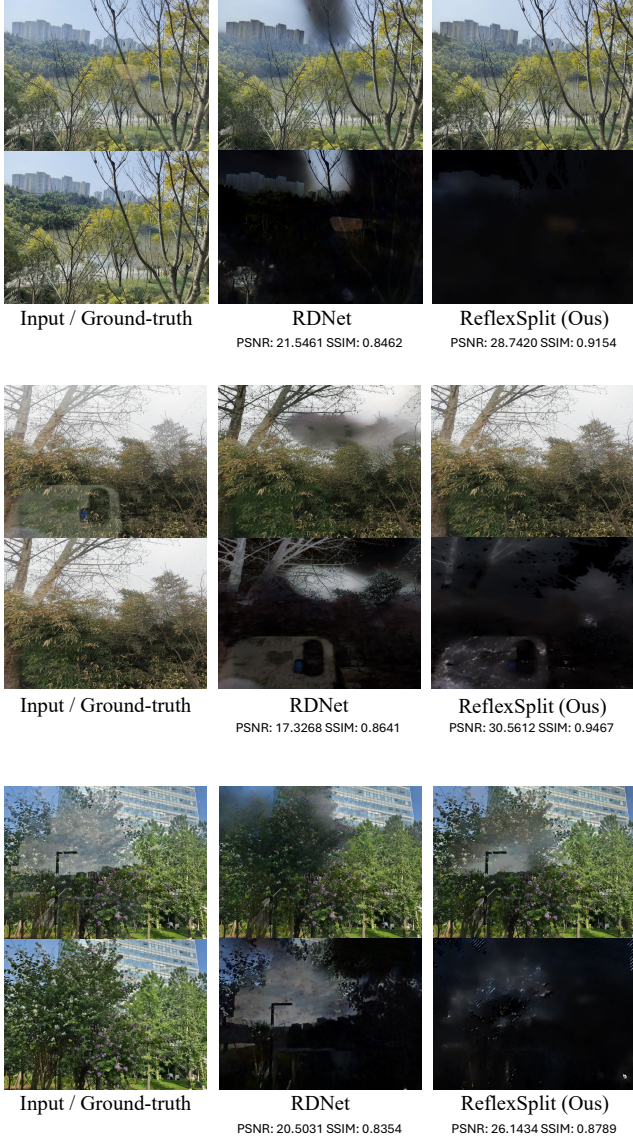 Input / Ground-truth
RDNet
ReflexSplit (Ous)
PSNR: 21.5461 SSIM: 0.8462
PSNR: 28.7420 SSIM: 0.9154
Input / Ground-truth
RDNet
ReflexSplit (Ous)
PSNR: 17.3268 SSIM: 0.8641
PSNR: 30.5612 SSIM: 0.9467
Input / Ground-truth
RDNet
ReflexSplit (Ous)
PSNR: 20.5031 SSIM: 0.8354
PSNR: 26.1434 SSIM: 0.8789